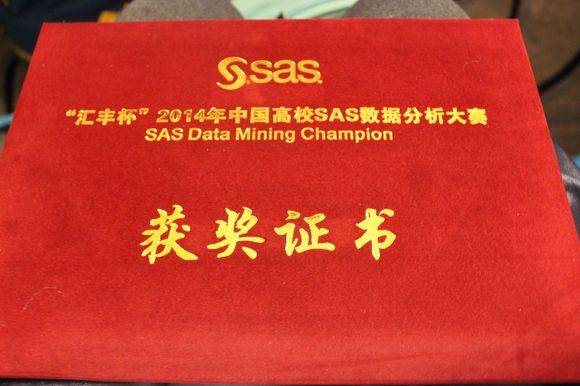 sas
“汇丰杯”2014年中国高校SAS数据分析大赛
SAS Data Mining Champion
获奖证书